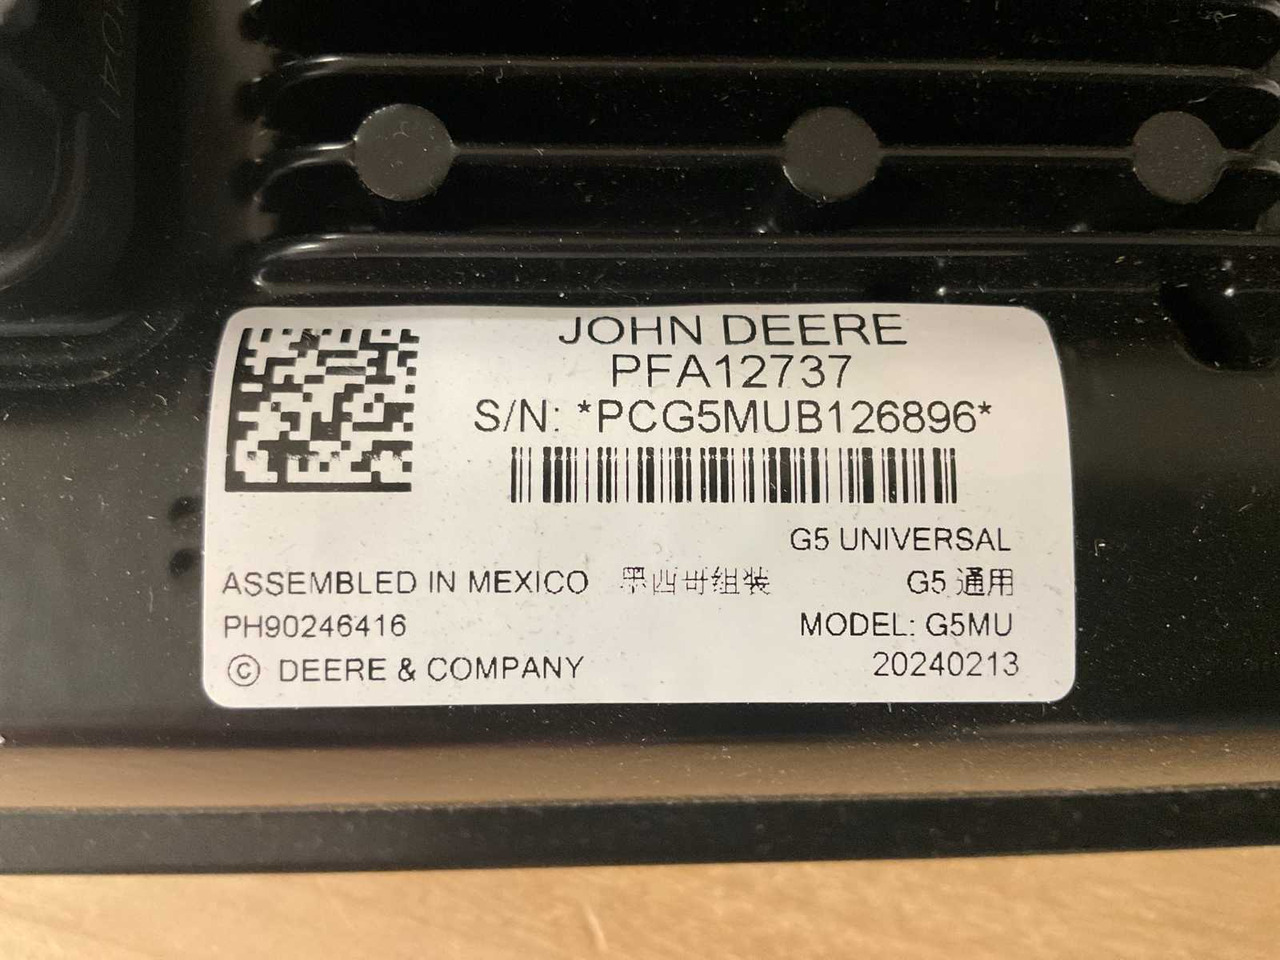 JOHN DEERE
PFA12737
S/N: *PCG5MUB126896*
G5 UNIVERSAL
ASSEMBLED IN MEXICO 墨西哥组装
G5 通用
PH90246416
MODEL: G5MU
© DEERE & COMPANY
20240213